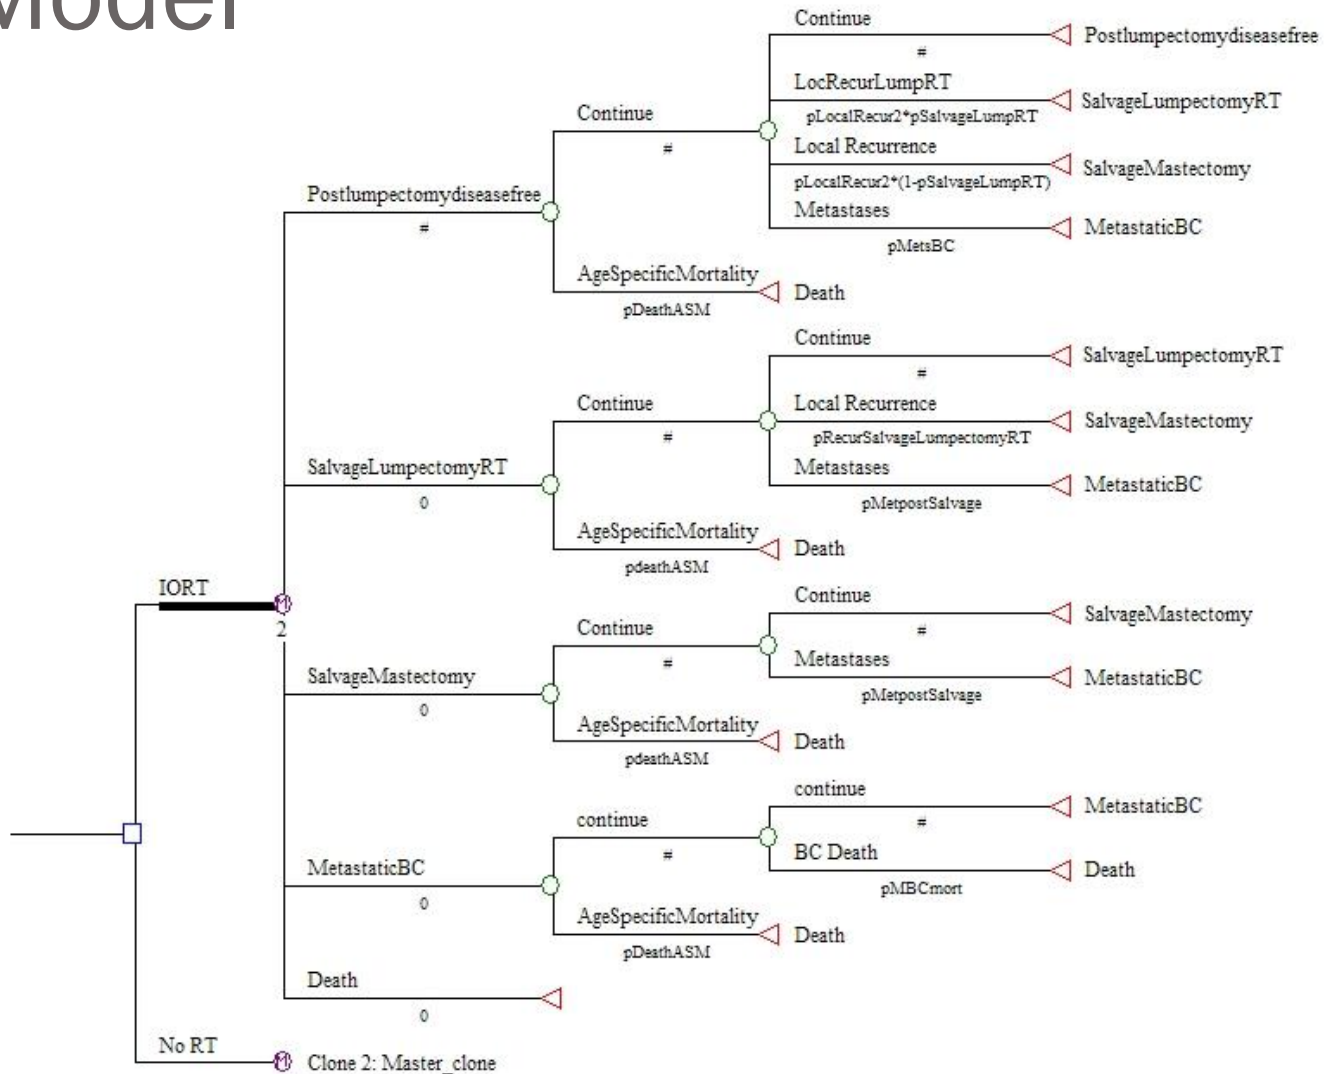 Model
Continue
#
Postlumpectomydiseasefree
LocRecurLumpRT
pLocalRecur2*pSalvageLumpRT
SalvageLumpectomyRT
Continue
#
Local Recurrence
pLocalRecur2*(1-pSalvageLumpRT)
SalvageMastectomy
Metastases
pMetsBC
MetastaticBC
Postlumpectomydiseasefree
#
AgeSpecificMortality
pDeathASM
Death
Continue
#
SalvageLumpectomyRT
Continue
#
Local Recurrence
pRecurSalvageLumpectomyRT
SalvageMastectomy
Metastases
pMetpostSalvage
MetastaticBC
SalvageLumpectomyRT
0
AgeSpecificMortality
pdeathASM
Death
IORT
M
2
Continue
#
SalvageMastectomy
Continue
#
Metastases
pMetpostSalvage
MetastaticBC
SalvageMastectomy
0
AgeSpecificMortality
pdeathASM
Death
continue
#
MetastaticBC
continue
#
BC Death
pMBCmort
Death
MetastaticBC
0
AgeSpecificMortality
pDeathASM
Death
Death
0
No RT
M
Clone 2: Master_clone